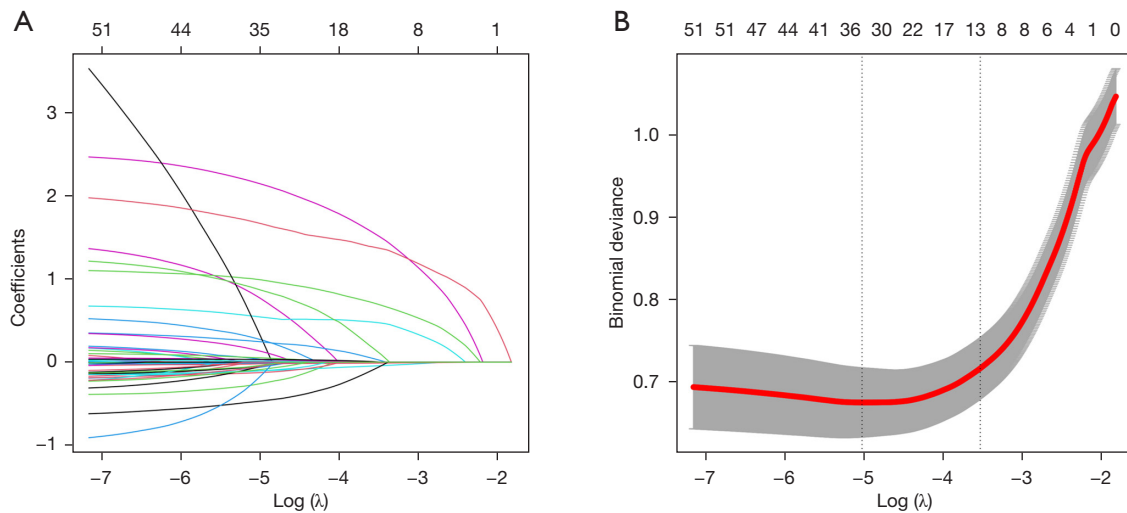 A
51 44 35 18 8 1
3
2
1
0
−1
Coefficients
−7 −6 −5 −4 −3 −2
Log (λ)
B
51 51 47 44 41 36 30 22 17 13 8 8 6 4 1 0
1.0
0.9
0.8
0.7
Binomial deviance
−7 −6 −5 −4 −3 −2
Log (λ)